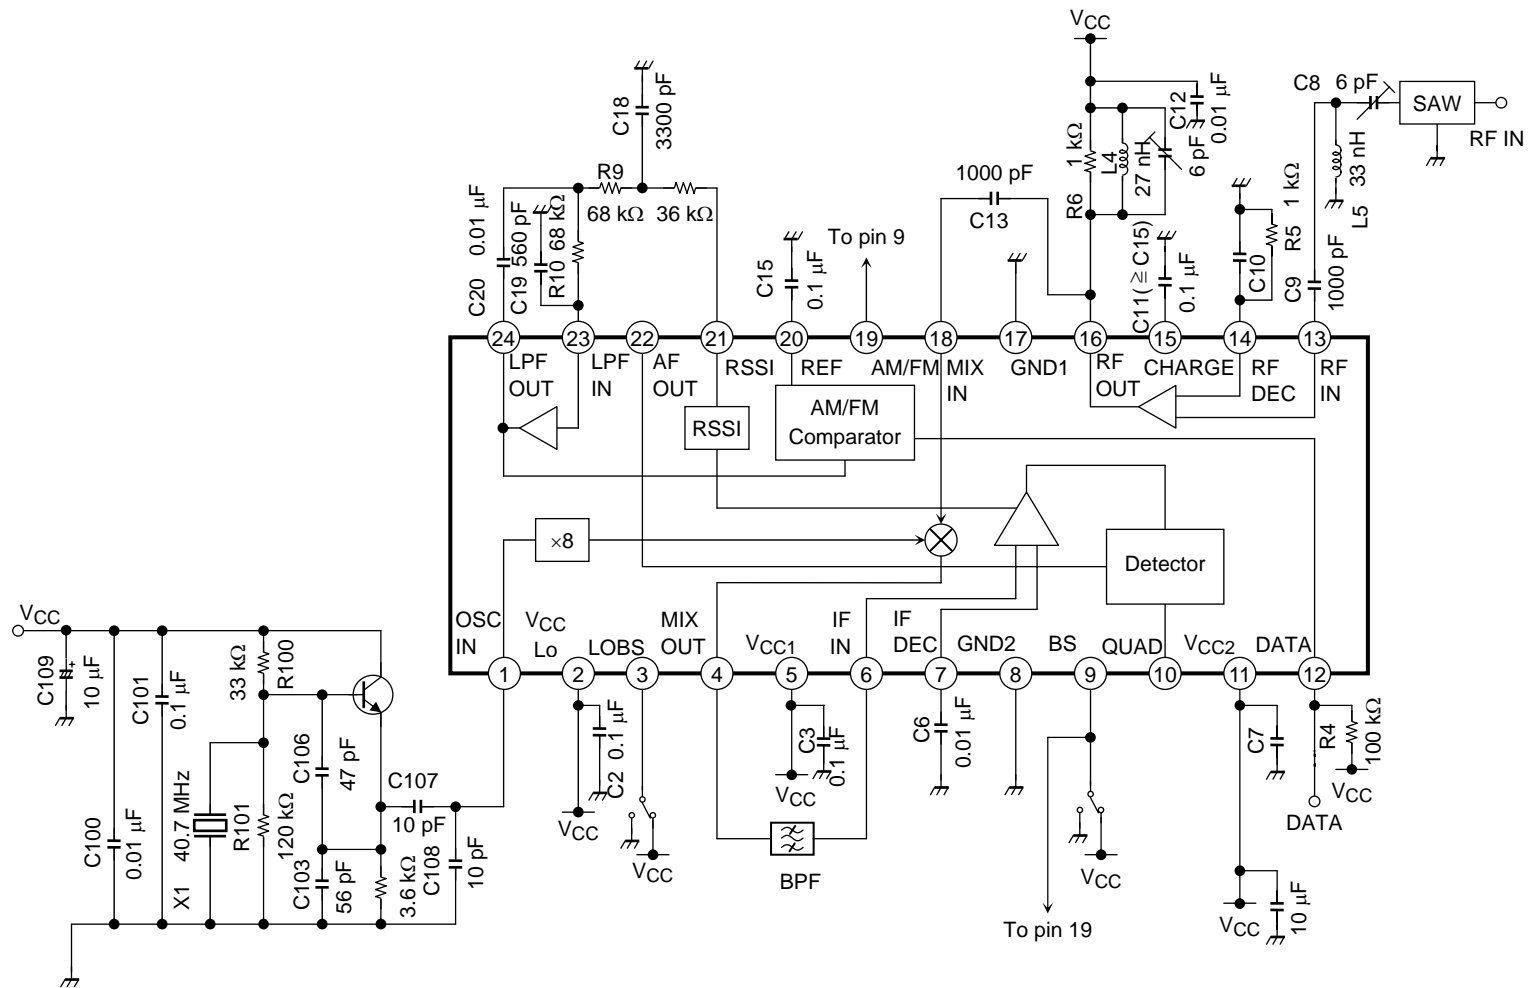 VCC
C18
3300 pF
R9
68 kΩ
36 kΩ
C20
0.01 μF
C19
560 pF
R10
68 kΩ
C15
0.1 μF
To pin 9
1000 pF
C13
R6
1 kΩ
L4
27 nH
6 pF
C12
0.01 μF
C11( ≧ C15)
0.1 μF
C10
R5
1 kΩ
C9
1000 pF
C8
6 pF
SAW
RF IN
33 nH
L5
24
23
22
21
20
19
18
17
16
15
14
13
LPF
OUT
LPF
IN
AF
OUT
RSSI
REF
AM/FM
MIX
IN
GND1
RF
OUT
CHARGE
RF
DEC
RF
IN
RSSI
AM/FM
Comparator
×8
Detector
OSC
IN
VCC
Lo
LOBS
MIX
OUT
VCC1
IF
IN
IF
DEC
GND2
BS
QUAD
VCC2
DATA
1
2
3
4
5
6
7
8
9
10
11
12
VCC
C109
+
10 μF
C100
0.01 μF
C101
0.1 μF
X1
40.7 MHz
33 kΩ
R100
R101
120 kΩ
C106
47 pF
C103
56 pF
3.6 kΩ
C107
10 pF
C108
10 pF
C2
0.1 μF
VCC
VCC
C3
0.1 μF
VCC
BPF
C6
0.01 μF
To pin 19
VCC
C7
VCC
10 μF
R4
100 kΩ
VCC
DATA